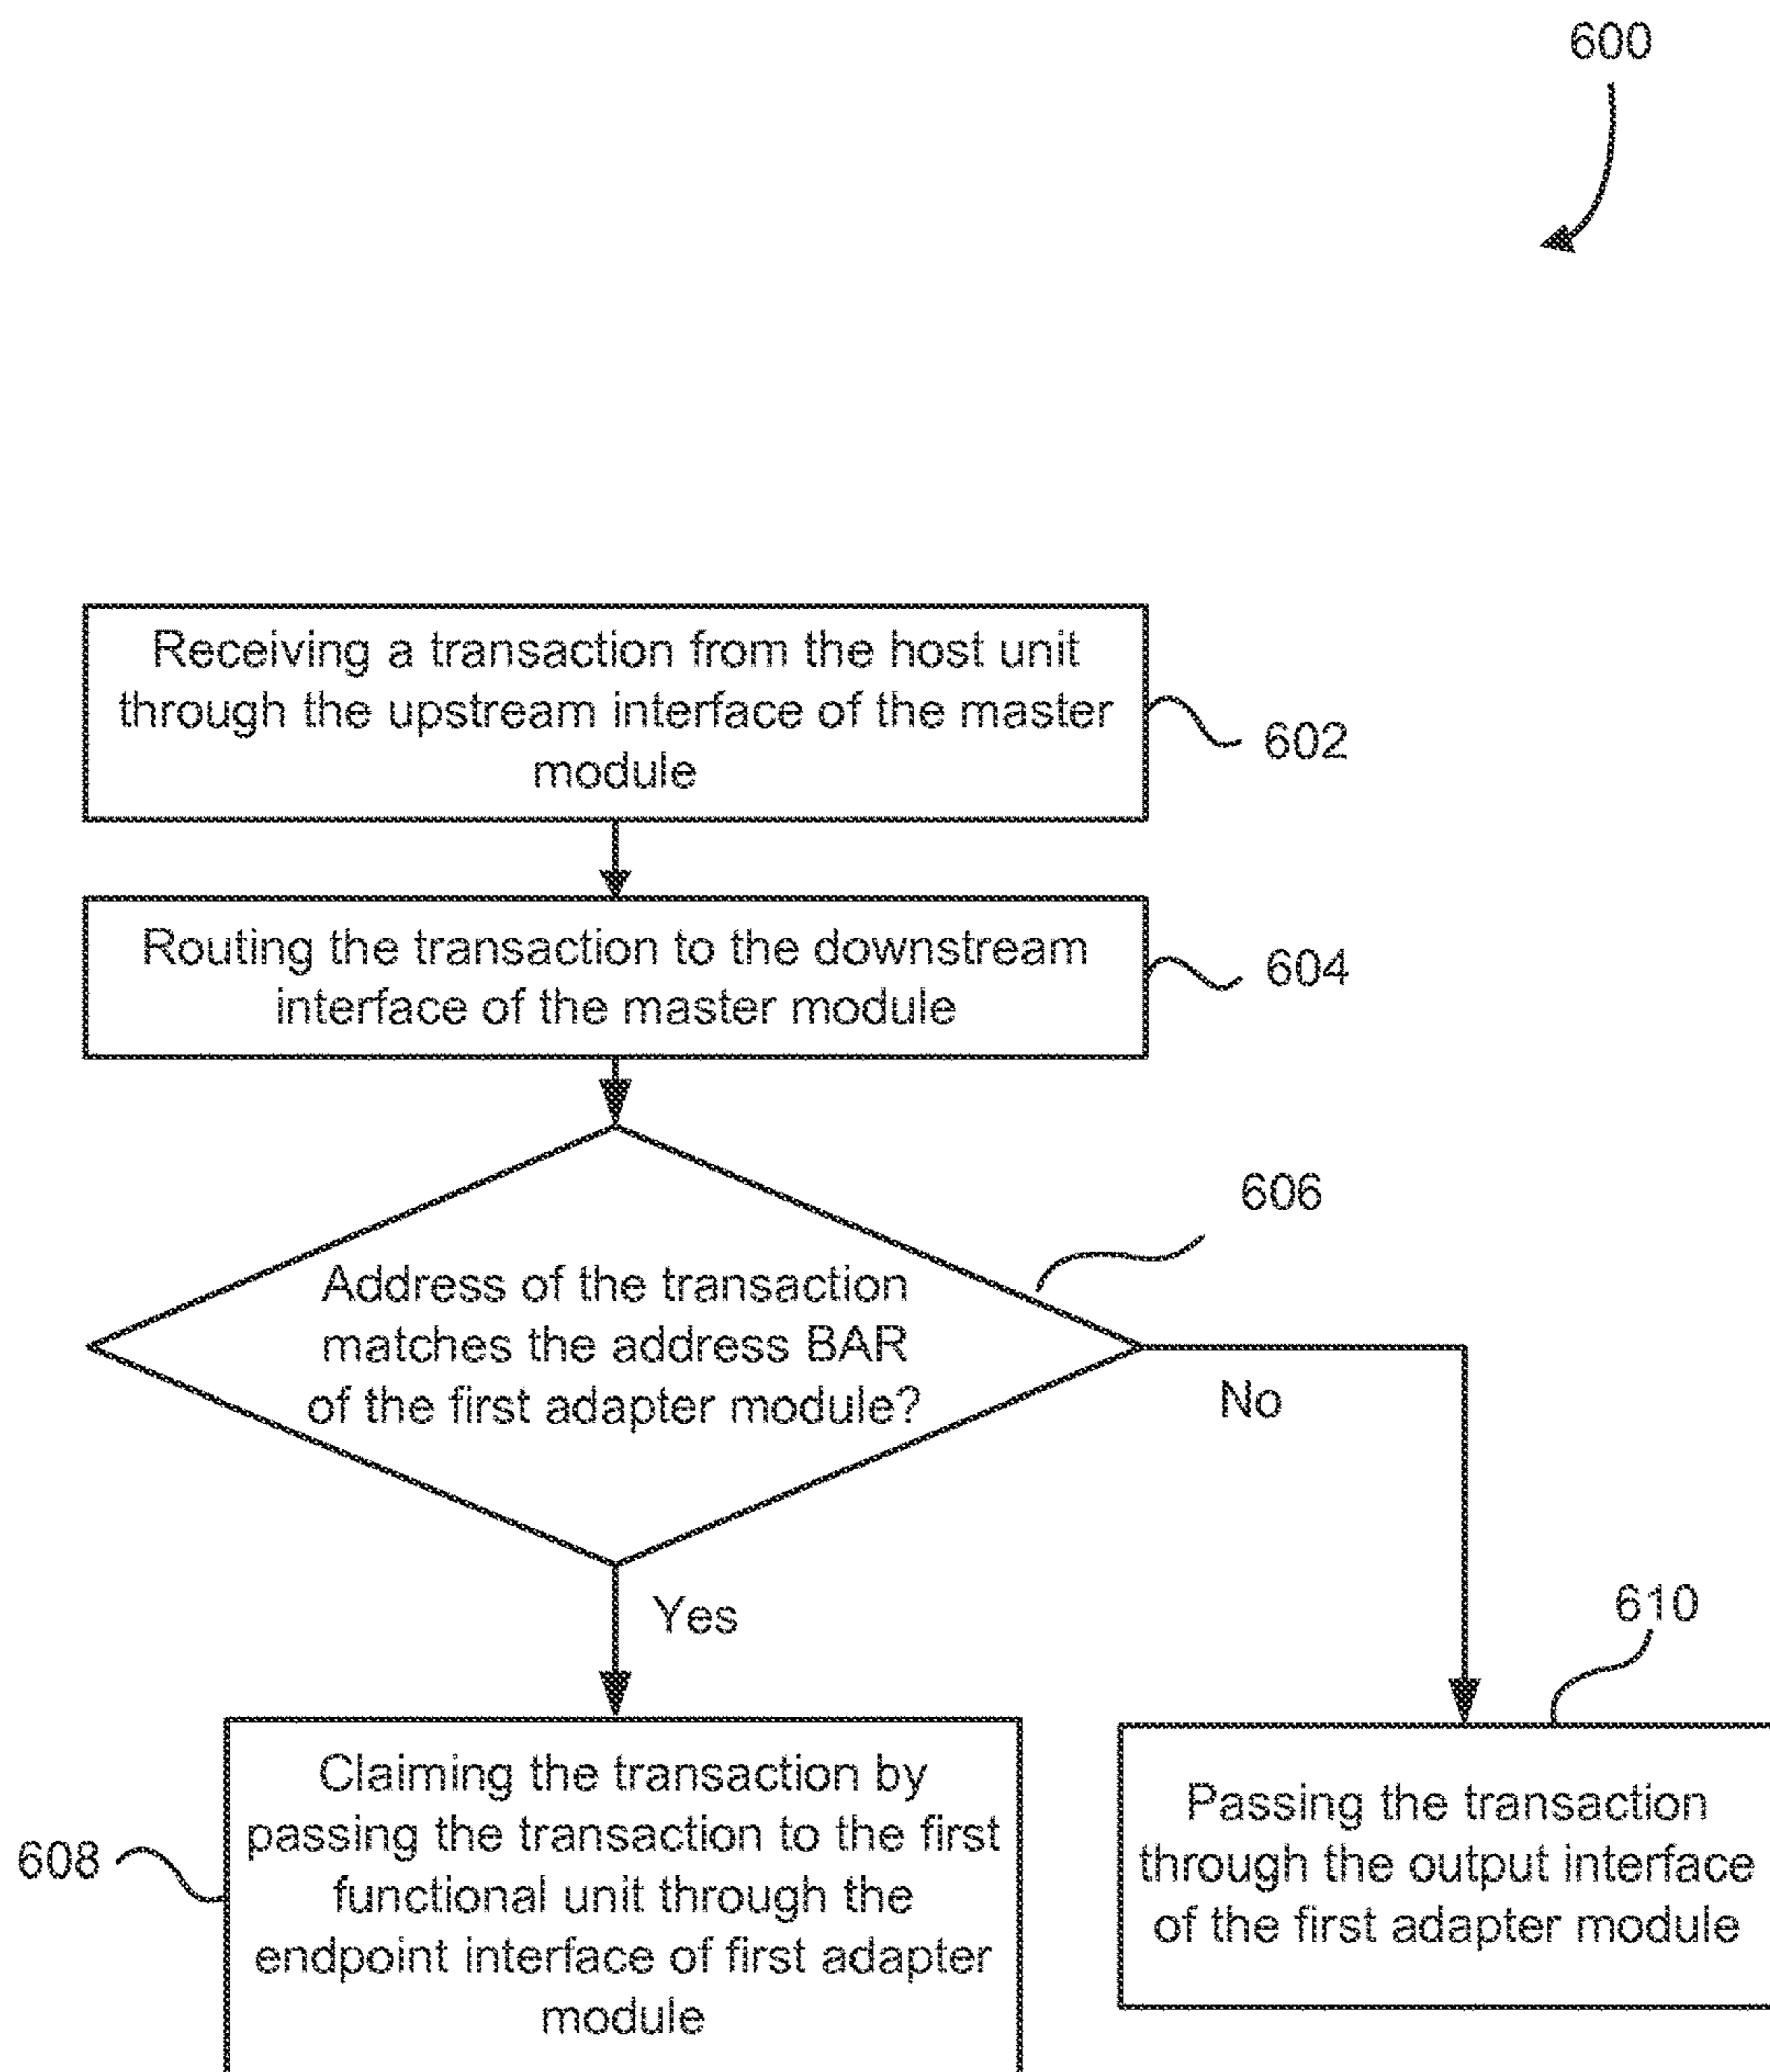 600
Receiving a transaction from the host unit
through the upstream interface of the master
module
602
Routing the transaction to the downstream
interface of the master module
604
606
Address of the transaction
matches the address BAR
of the first adapter module?
No
Yes
610
Claiming the transaction by
passing the transaction to the first
functional unit through the
endpoint interface of first adapter
module
608
Passing the transaction
through the output interface
of the first adapter module